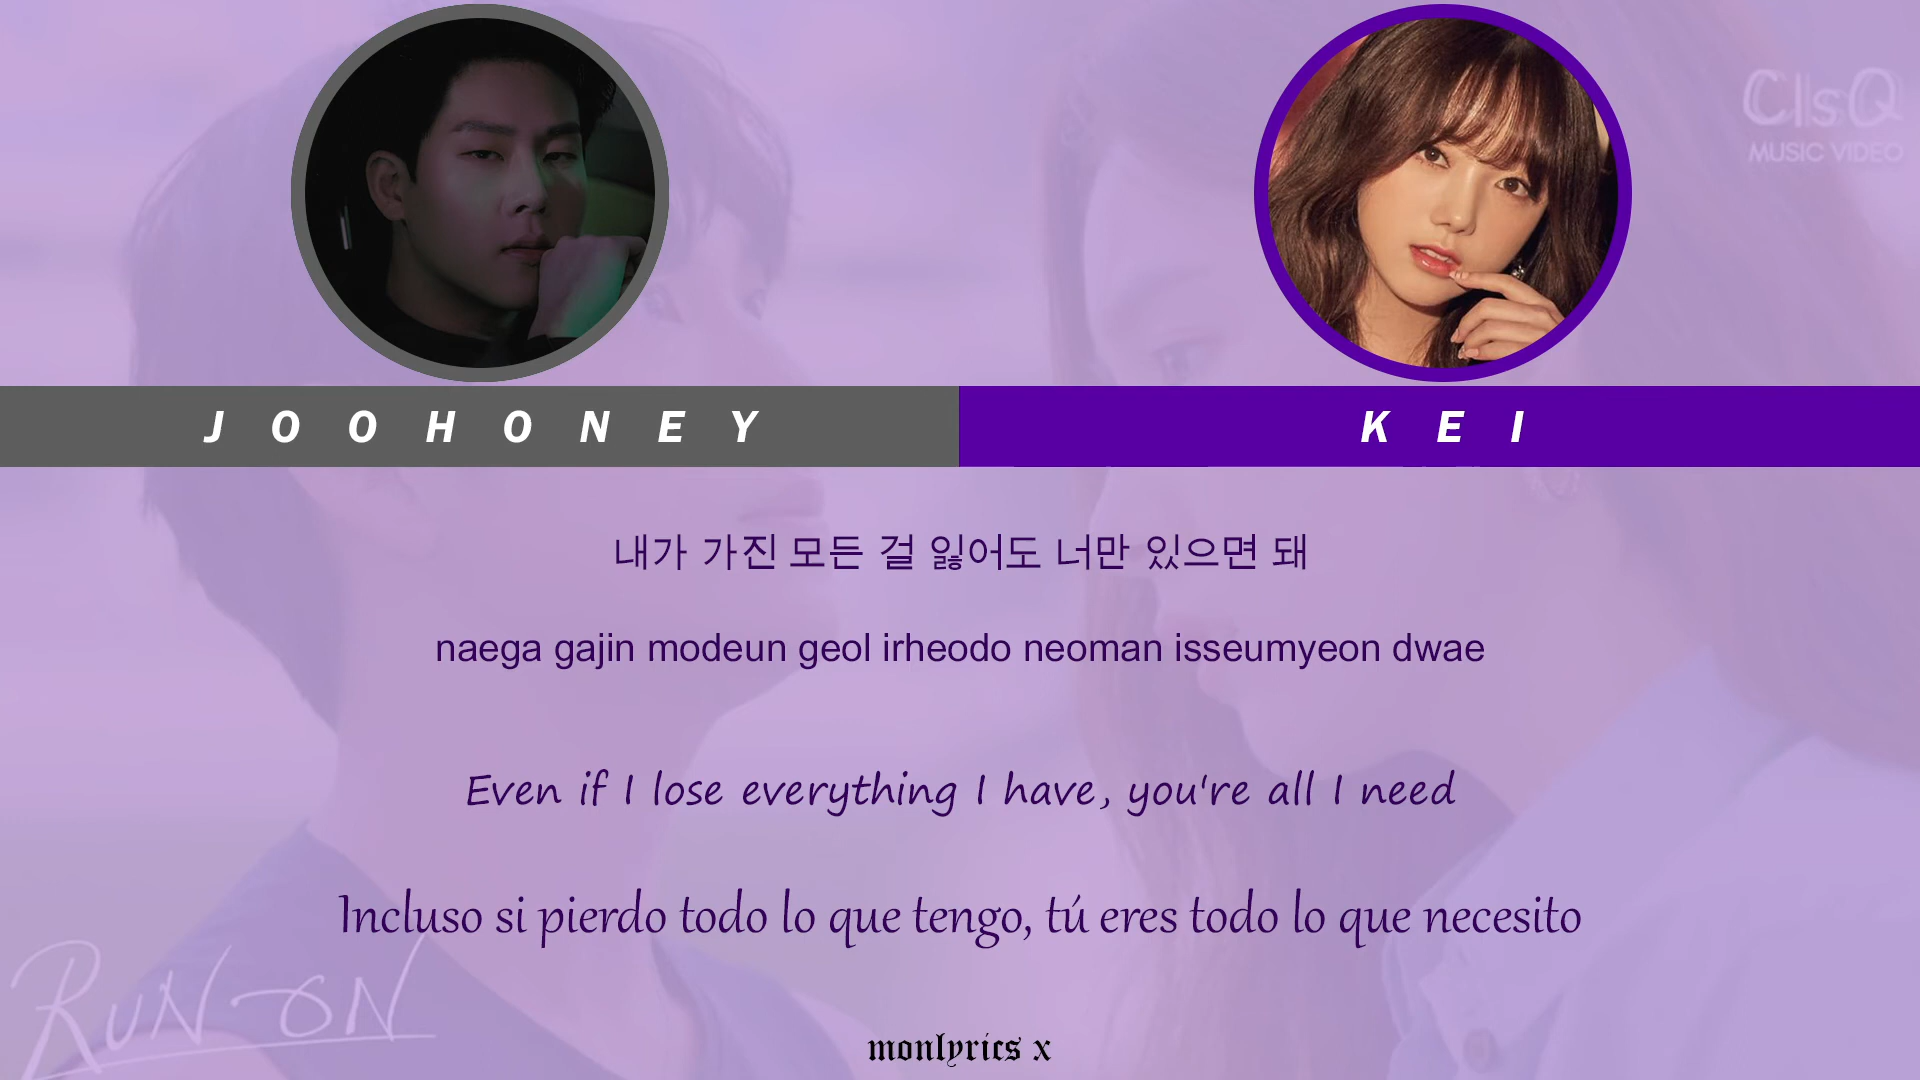 CIsQ
MUSIC VIDEO
JOOHONEY
KEI
내가 가진 모든 걸 잃어도 너만 있으면 돼
naega gajin modeun geol irheodo neoman isseumyeon dwae
Even if I lose everything I have, you're all I need
Incluso si pierdo todo lo que tengo, tú eres todo lo que necesito
RUN-ON
monlyrics x